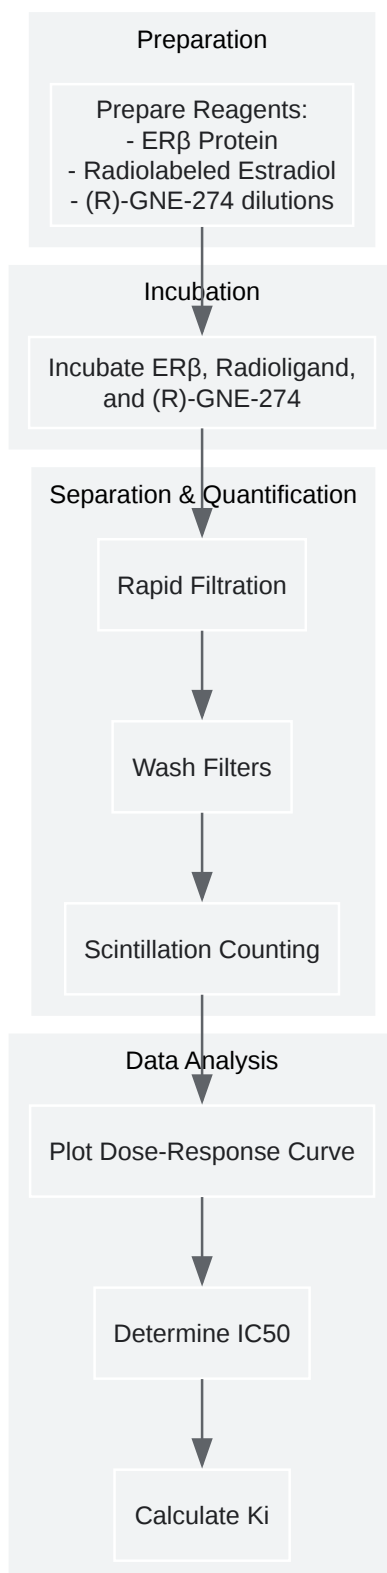 Preparation
Prepare Reagents:
- ERβ Protein
- Radiolabeled Estradiol
- (R)-GNE-274 dilutions
Incubation
Incubate ERβ, Radioligand,
and (R)-GNE-274
Separation & Quantification
Rapid Filtration
Wash Filters
Scintillation Counting
Data Analysis
Plot Dose-Response Curve
Determine IC50
Calculate Ki